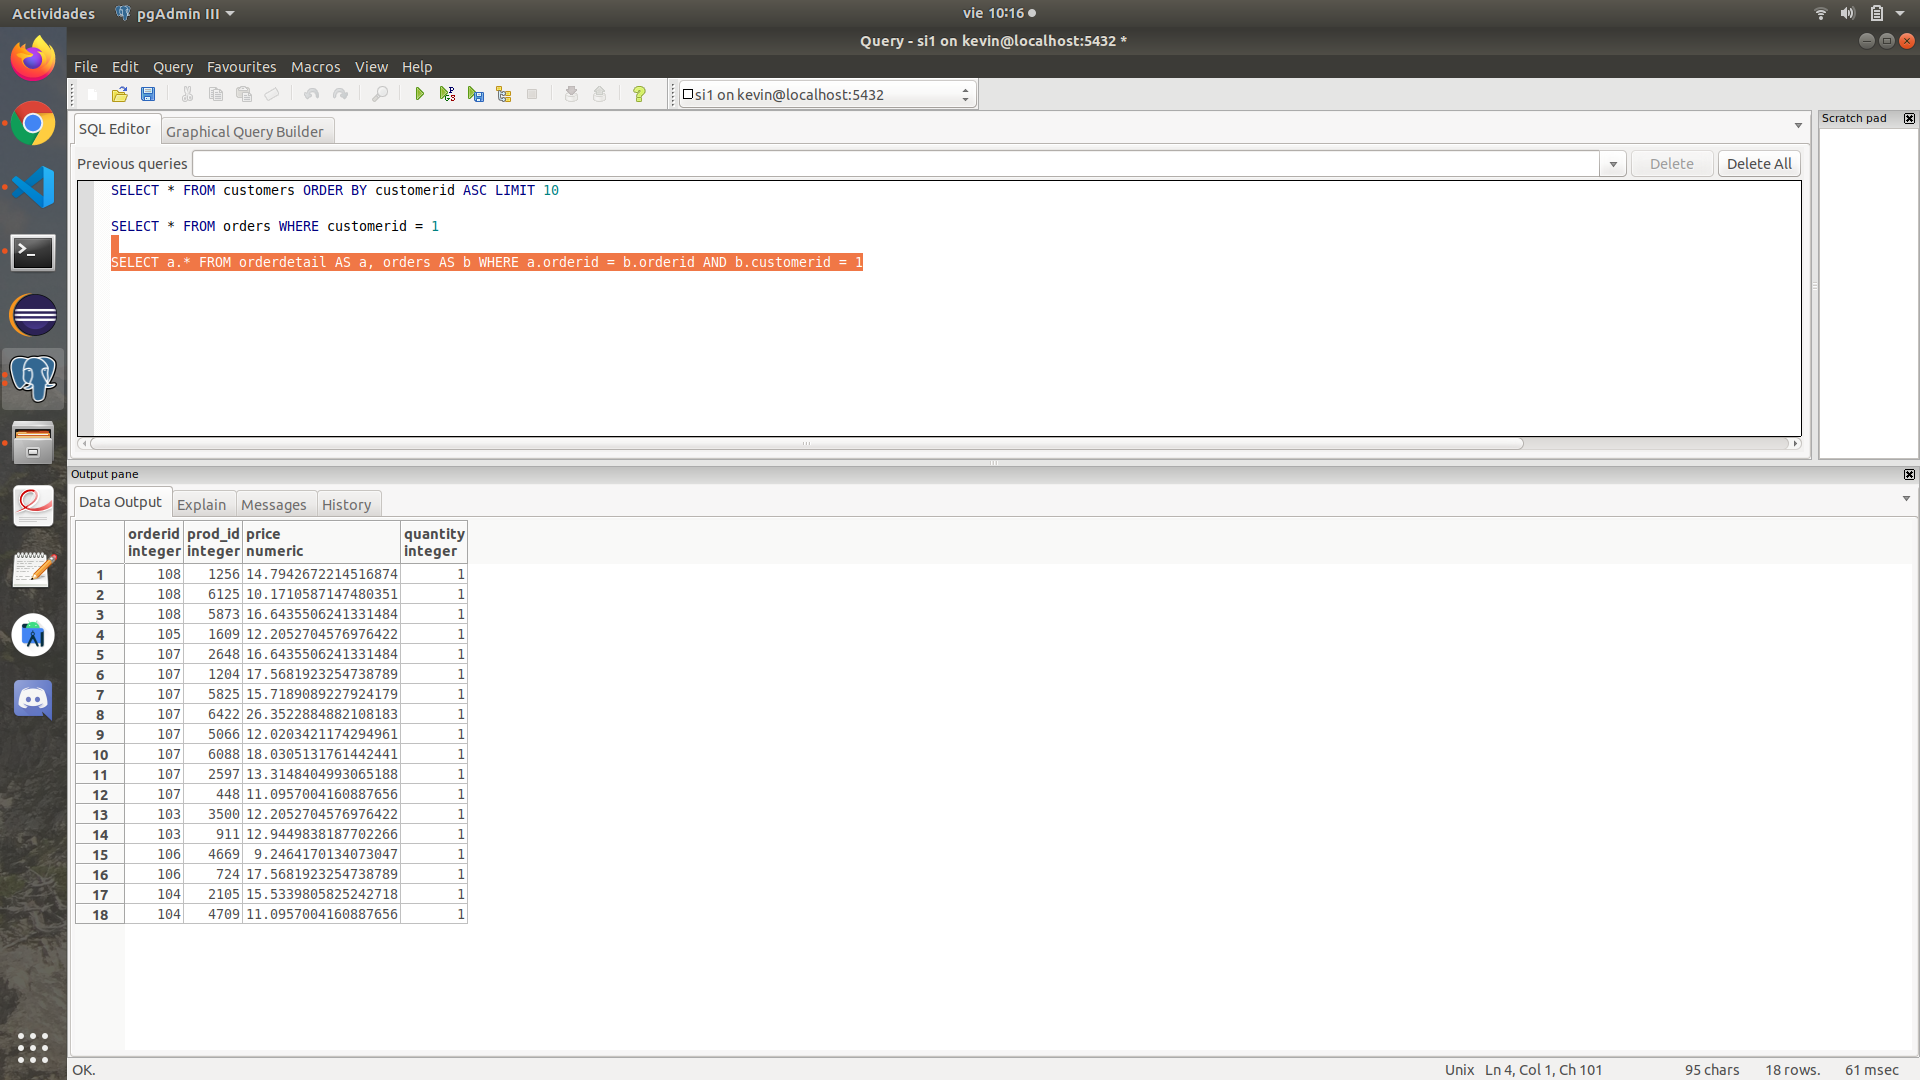 Actividades
pgAdmin III
vie 10:16
Query - si1 on kevin@localhost:5432 *
File Edit Query Favourites Macros View Help
si1 on kevin@localhost:5432
SQL Editor
Graphical Query Builder
Scratch pad
Previous queries
Delete
Delete All
SELECT * FROM customers ORDER BY customerid ASC LIMIT 10
SELECT * FROM orders WHERE customerid = 1
SELECT a.* FROM orderdetail AS a, orders AS b WHERE a.orderid = b.orderid AND b.customerid = 1
Output pane
Data Output Explain Messages History
orderid prod_id price quantity
integer integer numeric integer
1 108 1256 14.7942672214516874 1
2 108 6125 10.1710587147480351 1
3 108 5873 16.6435506241331484 1
4 105 1609 12.2052704576976422 1
5 107 2648 16.6435506241331484 1
6 107 1204 17.5681923254738789 1
7 107 5825 15.7189089227924179 1
8 107 6422 26.3522884882108183 1
9 107 5066 12.0203421174294961 1
10 107 6088 18.0305131761442441 1
11 107 2597 13.3148404993065188 1
12 107 448 11.0957004160887656 1
13 103 3500 12.2052704576976422 1
14 103 911 12.9449838187702266 1
15 106 4669 9.2464170134073047 1
16 106 724 17.5681923254738789 1
17 104 2105 15.5339805825242718 1
18 104 4709 11.0957004160887656 1
OK.
Unix Ln 4, Col 1, Ch 101 95 chars 18 rows. 61 msec